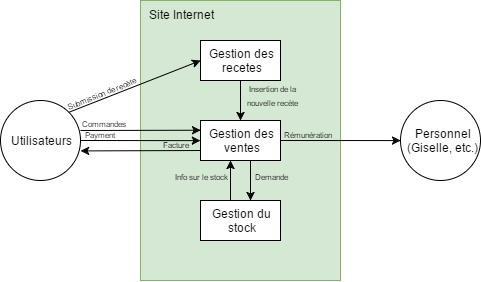 Site Internet
Gestion des
recetes
Submission de recète
Insertion de la
nouvelle recète
Utilisateurs
Commandes
Payment
Facture
Gestion des
ventes
Rémunération
Personnel
(Giselle, etc.)
Info sur le stock
Demande
Gestion du
stock